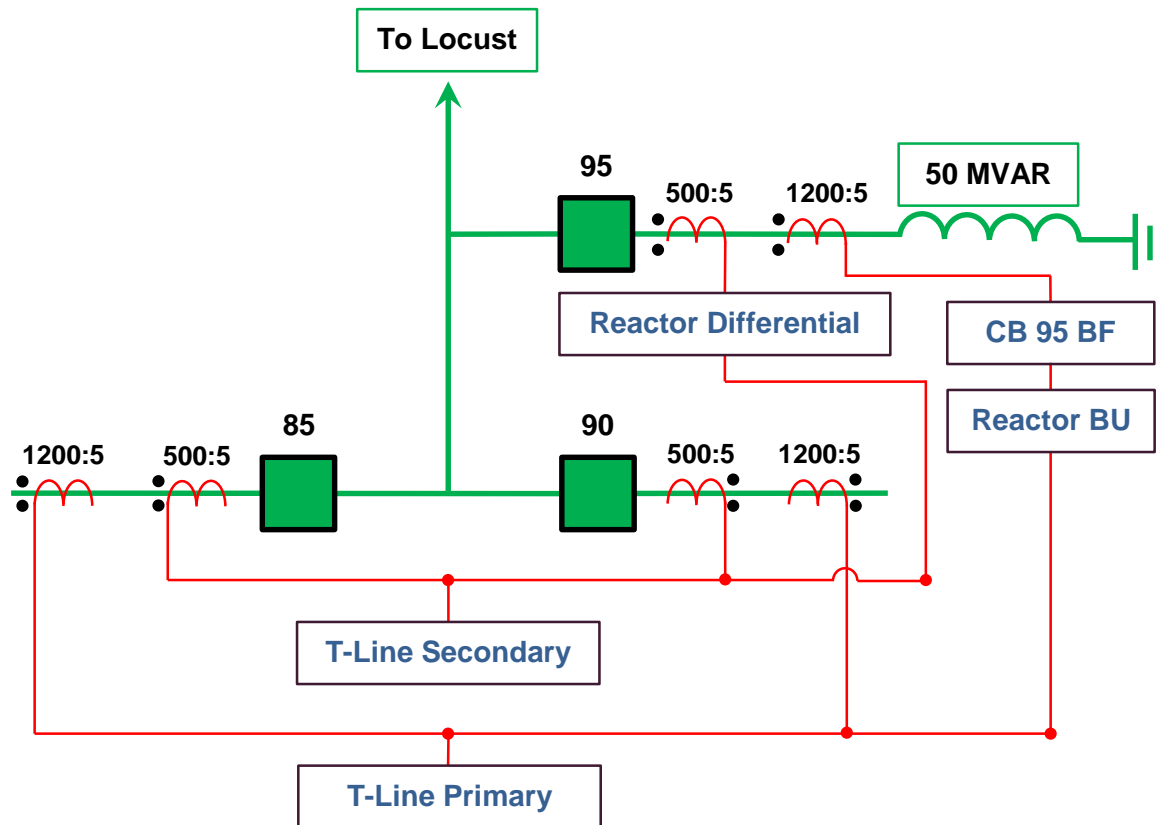 To Locust
95
500:5
1200:5
50 MVAR
Reactor Differential
CB 95 BF
Reactor BU
1200:5
500:5
85
90
500:5
1200:5
T-Line Secondary
T-Line Primary